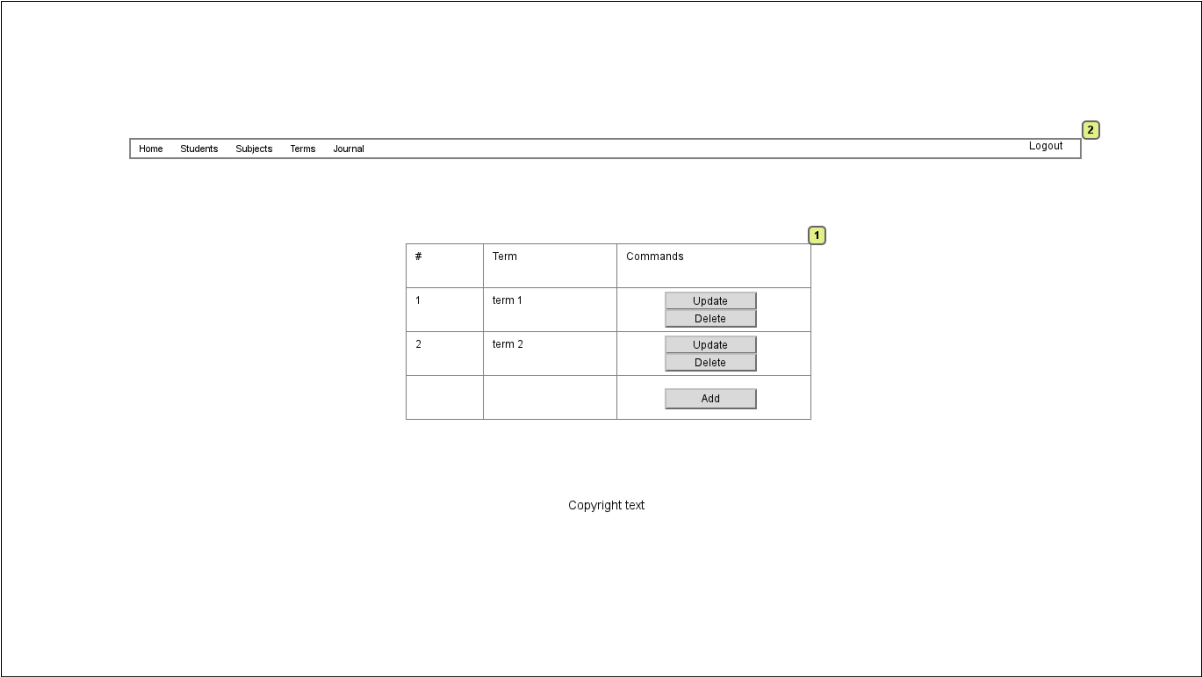 2
Home Students Subjects Terms Journal Logout
1
# Term Commands
1 term 1 Update
Delete
2 term 2 Update
Delete
Add
Copyright text